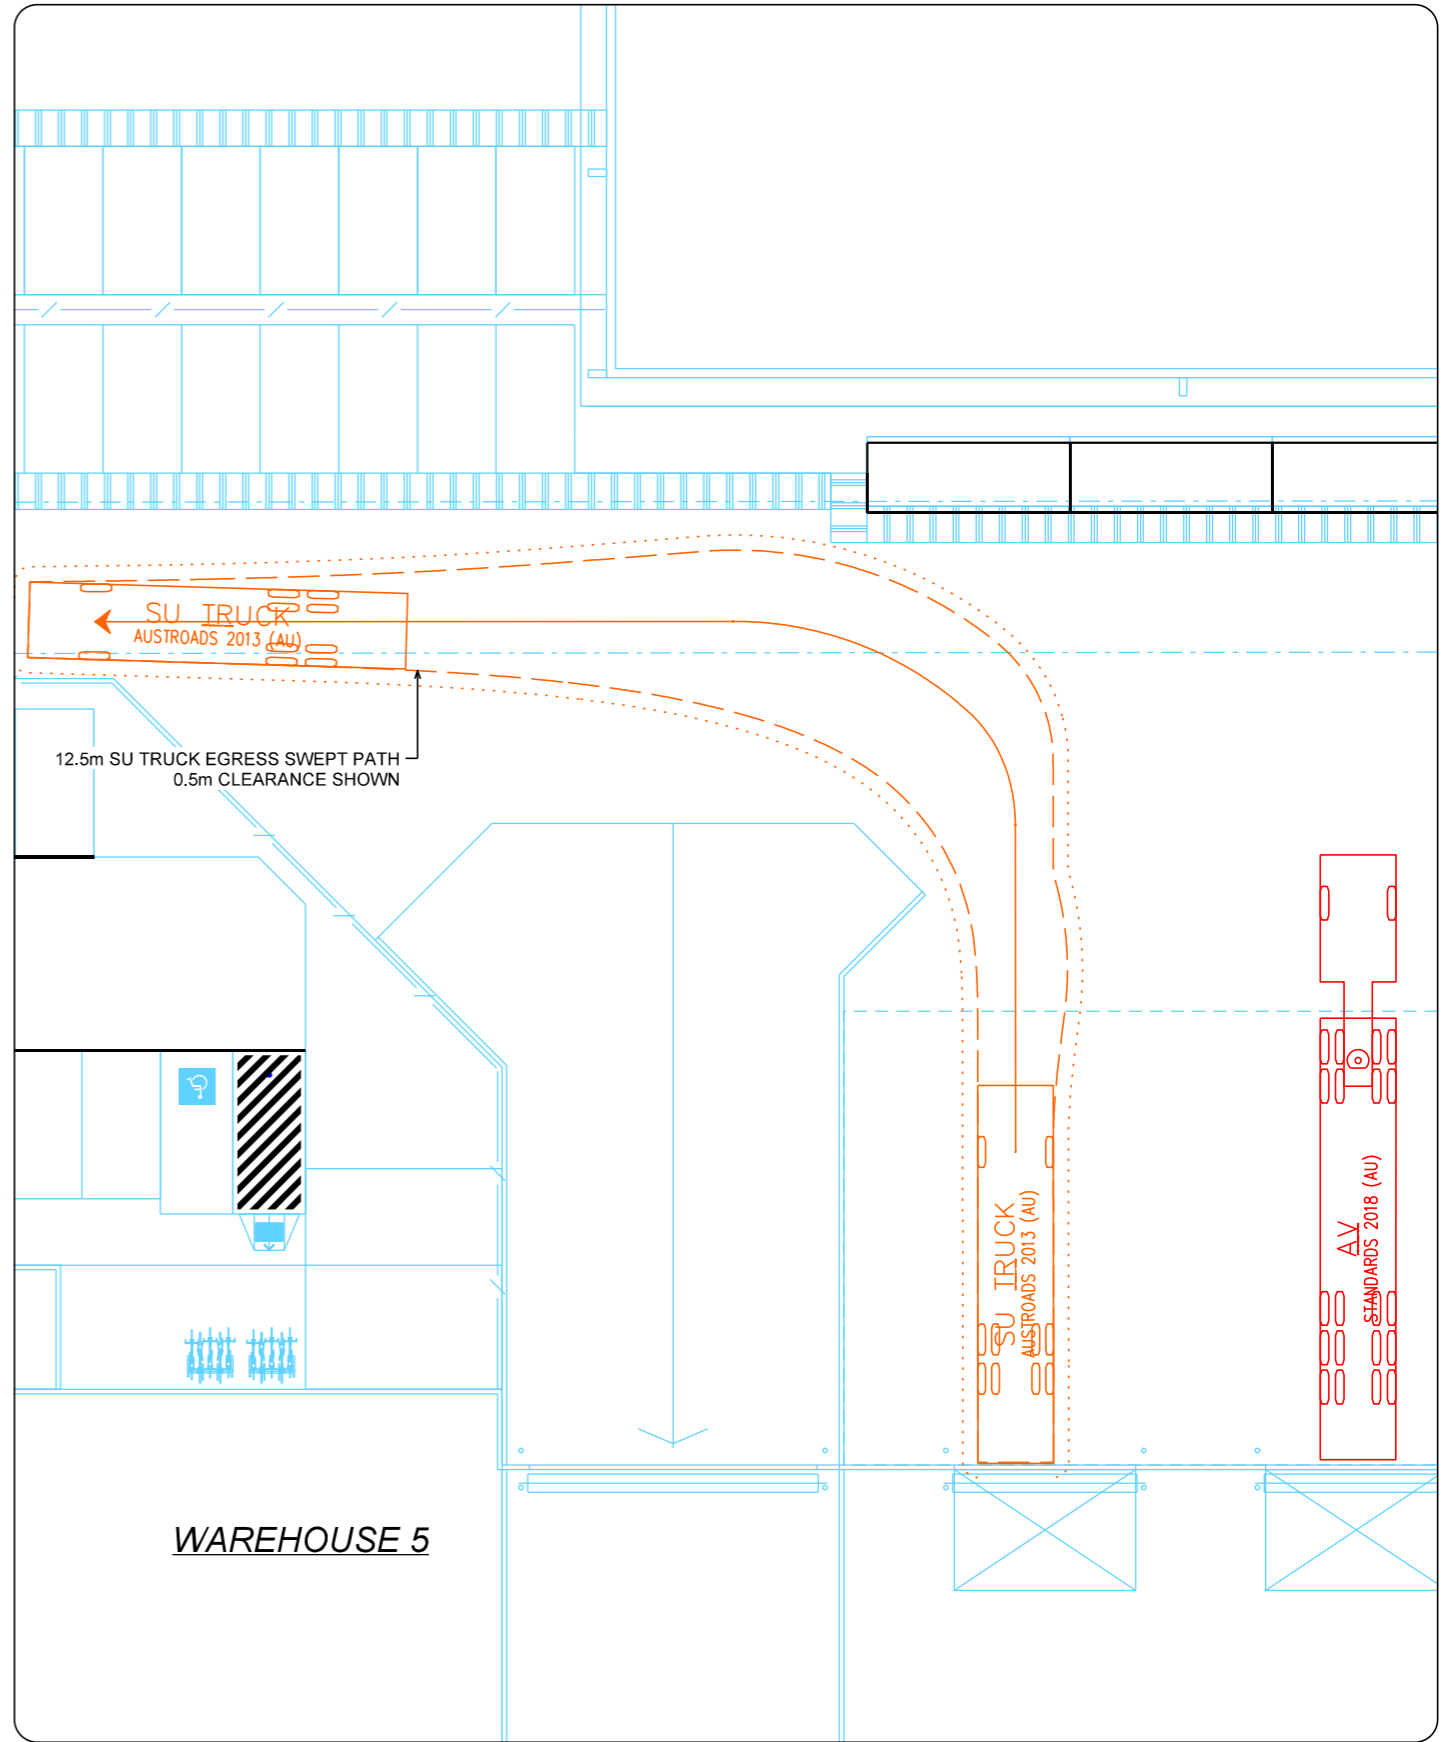 SU TRUCK
AUSTROADS 2013 (AU)
12.5m SU TRUCK EGRESS SWEPT PATH
0.5m CLEARANCE SHOWN
SU TRUCK
AUSTROADS 2013 (AU)
AV
STANDARDS 2018 (AU)
WAREHOUSE 5